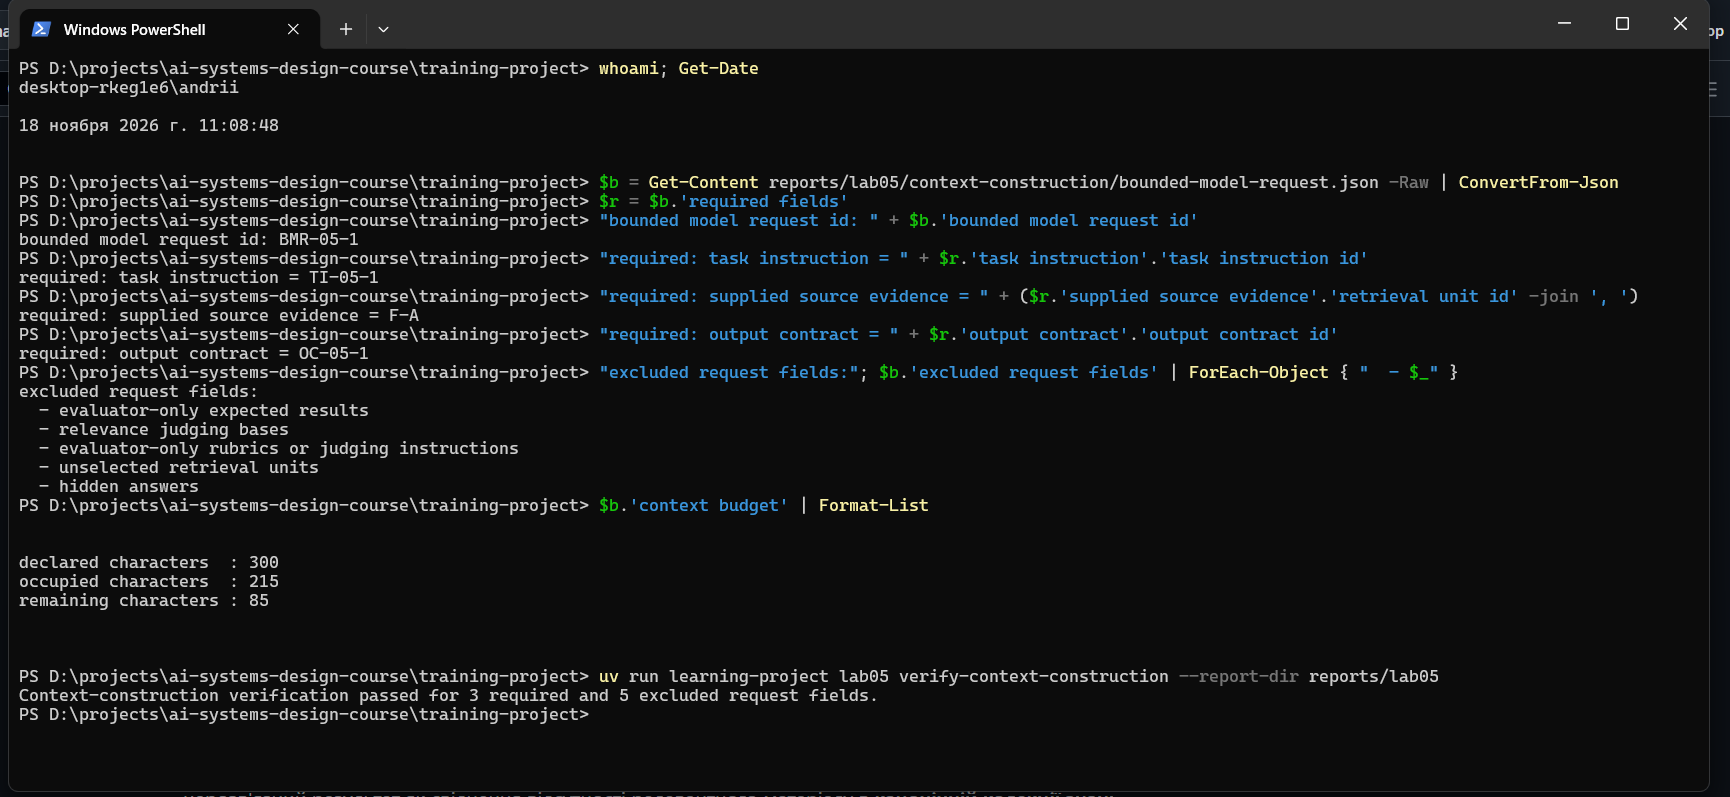 Windows PowerShell
PS D:\projects\ai-systems-design-course\training-project> whoami; Get-Date
desktop-rkeg1e6\andrii
18 ноября 2026 г. 11:08:48
PS D:\projects\ai-systems-design-course\training-project> $b = Get-Content reports/lab05/context-construction/bounded-model-request.json -Raw | ConvertFrom-Json
PS D:\projects\ai-systems-design-course\training-project> $r = $b.'required fields'
PS D:\projects\ai-systems-design-course\training-project> "bounded model request id: " + $b.'bounded model request id'
bounded model request id: BMR-05-1
PS D:\projects\ai-systems-design-course\training-project> "required: task instruction = " + $r.'task instruction'.'task instruction id'
required: task instruction = TI-05-1
PS D:\projects\ai-systems-design-course\training-project> "required: supplied source evidence = " + ($r.'supplied source evidence'.'retrieval unit id' -join ', ')
required: supplied source evidence = F-A
PS D:\projects\ai-systems-design-course\training-project> "required: output contract = " + $r.'output contract'.'output contract id'
required: output contract = OC-05-1
PS D:\projects\ai-systems-design-course\training-project> "excluded request fields:"; $b.'excluded request fields' | ForEach-Object { "  - $_" }
excluded request fields:
  - evaluator-only expected results
  - relevance judging bases
  - evaluator-only rubrics or judging instructions
  - unselected retrieval units
  - hidden answers
PS D:\projects\ai-systems-design-course\training-project> $b.'context budget' | Format-List
declared characters  : 300
occupied characters  : 215
remaining characters : 85
PS D:\projects\ai-systems-design-course\training-project> uv run learning-project lab05 verify-context-construction --report-dir reports/lab05
Context-construction verification passed for 3 required and 5 excluded request fields.
PS D:\projects\ai-systems-design-course\training-project>